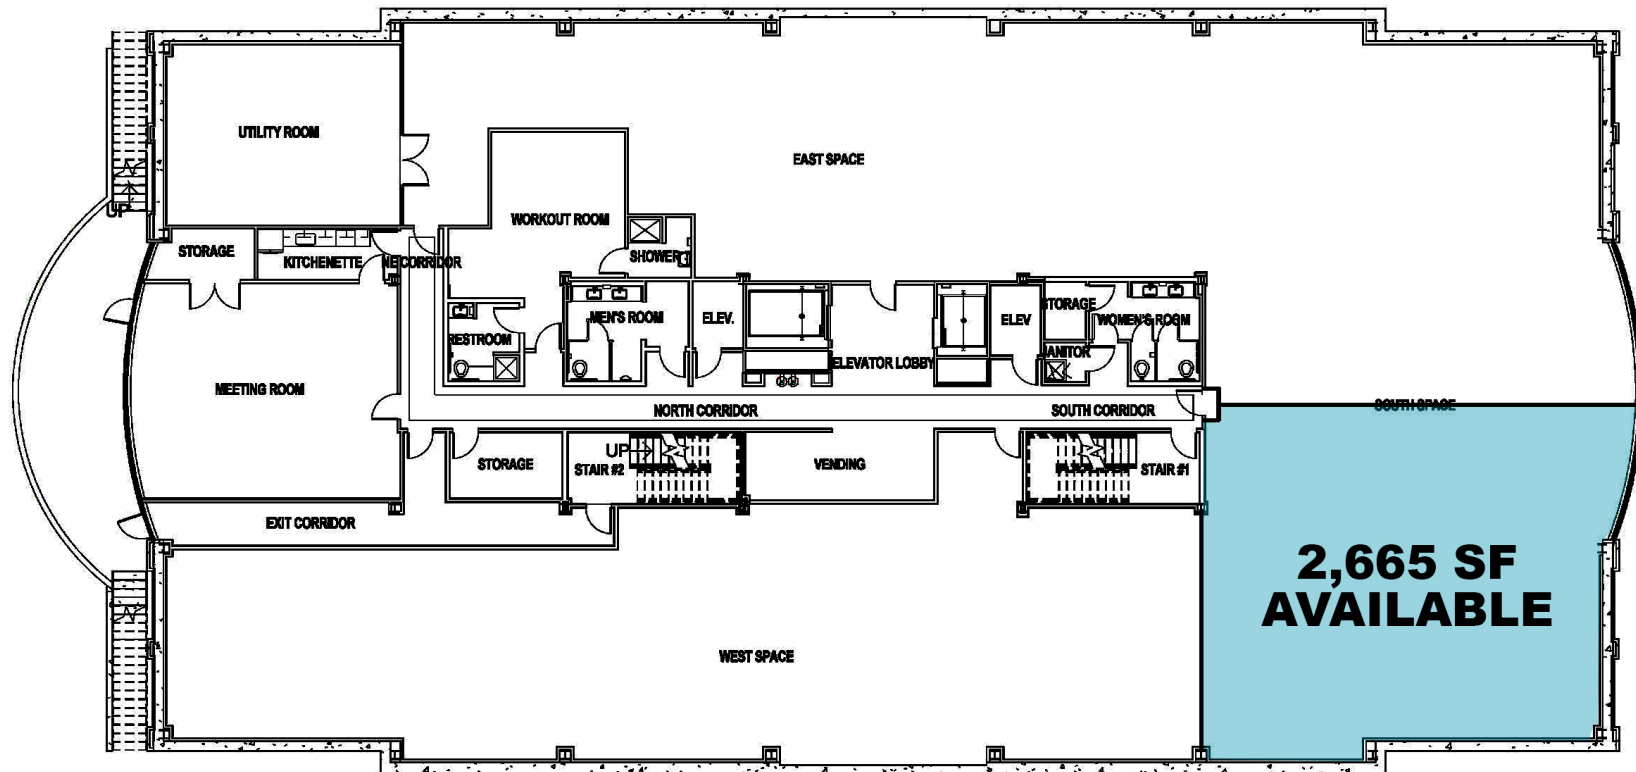 UTILITY ROOM
EAST SPACE
UP
WORKOUT ROOM
STORAGE
KITCHENETTE
NE CORRIDOR
SHOWER
RESTROOM
MEN'S ROOM
ELEV.
ELEVATOR LOBBY
ELEV
STORAGE
WOMEN'S ROOM
JANITOR
MEETING ROOM
NORTH CORRIDOR
SOUTH CORRIDOR
SOUTH SPACE
STORAGE
UP
STAIR #2
VENDING
STAIR #1
EXIT CORRIDOR
2,665 SF
AVAILABLE
WEST SPACE